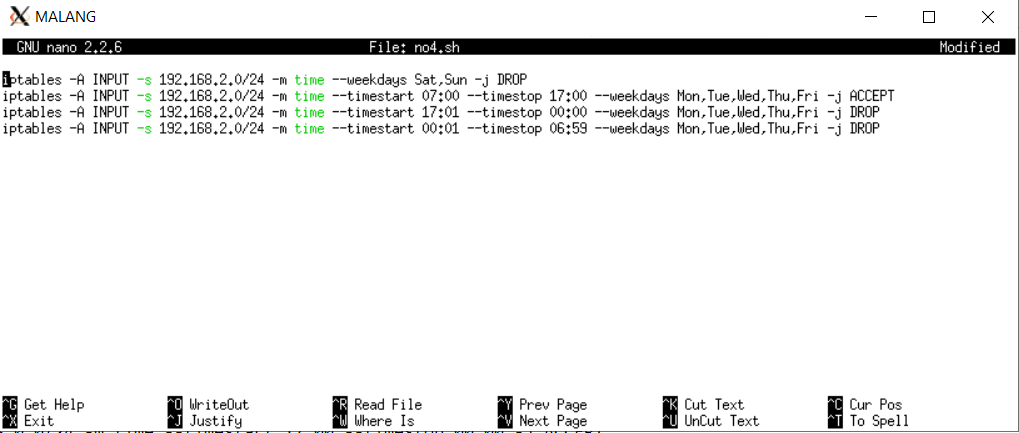 MALANG
GNU nano 2.2.6 File: no4.sh Modified
iptables -A INPUT -s 192.168.2.0/24 -m time --weekdays Sat,Sun -j DROP
iptables -A INPUT -s 192.168.2.0/24 -m time --timestart 07:00 --timestop 17:00 --weekdays Mon,Tue,Wed,Thu,Fri -j ACCEPT
iptables -A INPUT -s 192.168.2.0/24 -m time --timestart 17:01 --timestop 00:00 --weekdays Mon,Tue,Wed,Thu,Fri -j DROP
iptables -A INPUT -s 192.168.2.0/24 -m time --timestart 00:01 --timestop 06:59 --weekdays Mon,Tue,Wed,Thu,Fri -j DROP
^G Get Help ^O WriteOut ^R Read File ^Y Prev Page ^K Cut Text ^C Cur Pos
^X Exit ^J Justify ^W Where Is ^V Next Page ^U UnCut Text ^T To Spell